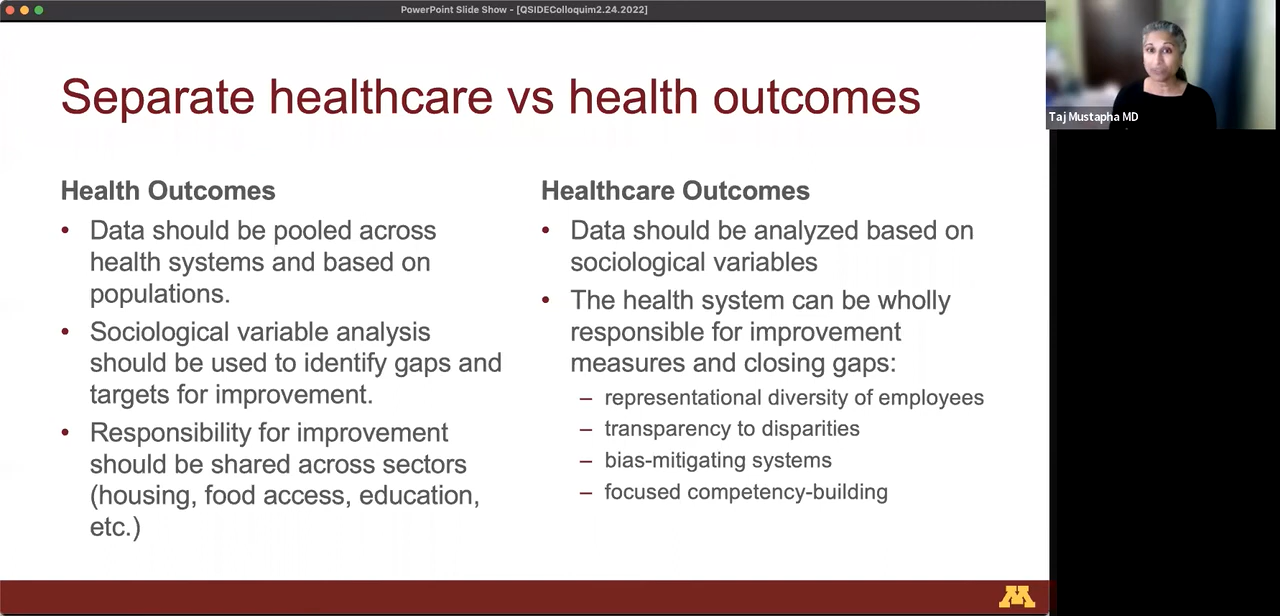 PowerPoint Slide Show - [QSIDEColloquim2.24.2022]
Separate healthcare vs health outcomes
Health Outcomes
• Data should be pooled across
health systems and based on
populations.
• Sociological variable analysis
should be used to identify gaps and
targets for improvement.
• Responsibility for improvement
should be shared across sectors
(housing, food access, education,
etc.)
Healthcare Outcomes
• Data should be analyzed based on
sociological variables
• The health system can be wholly
responsible for improvement
measures and closing gaps:
– representational diversity of employees
– transparency to disparities
– bias-mitigating systems
– focused competency-building
M
Taj Mustapha MD